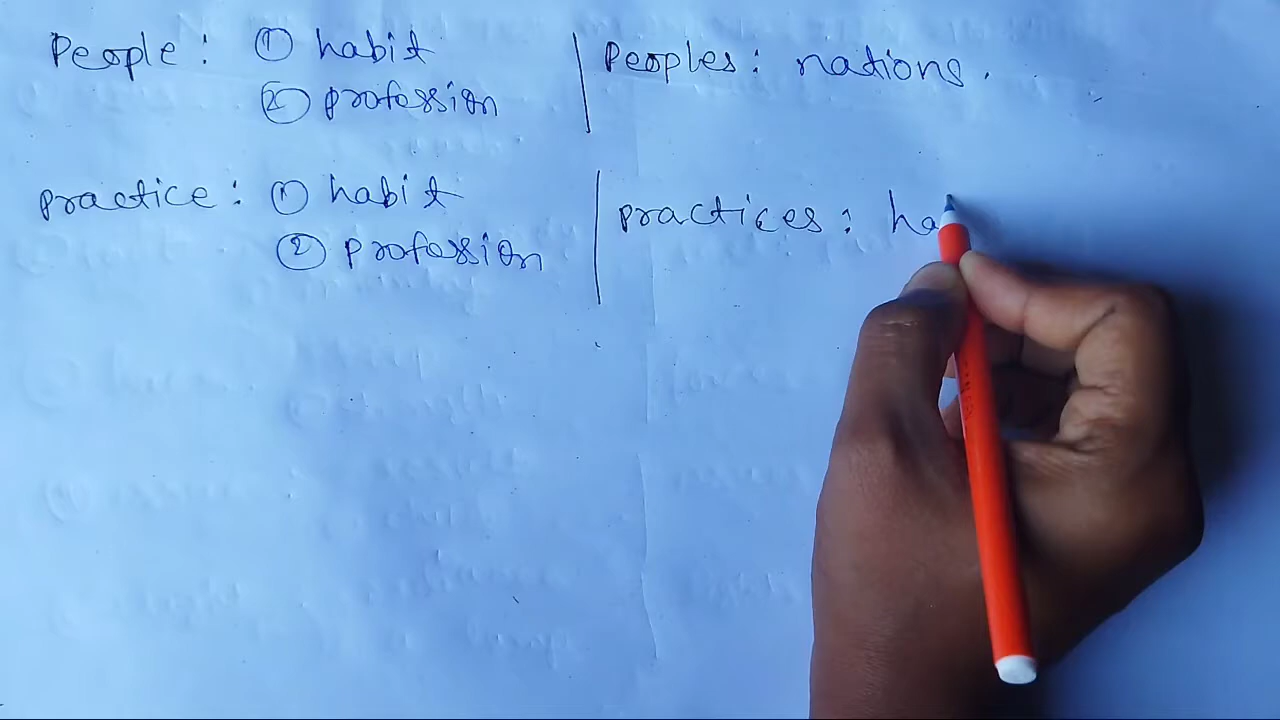 People: ① habit | Peoples: nations.
② profession
practice: ① habit | practices: ha
② profession